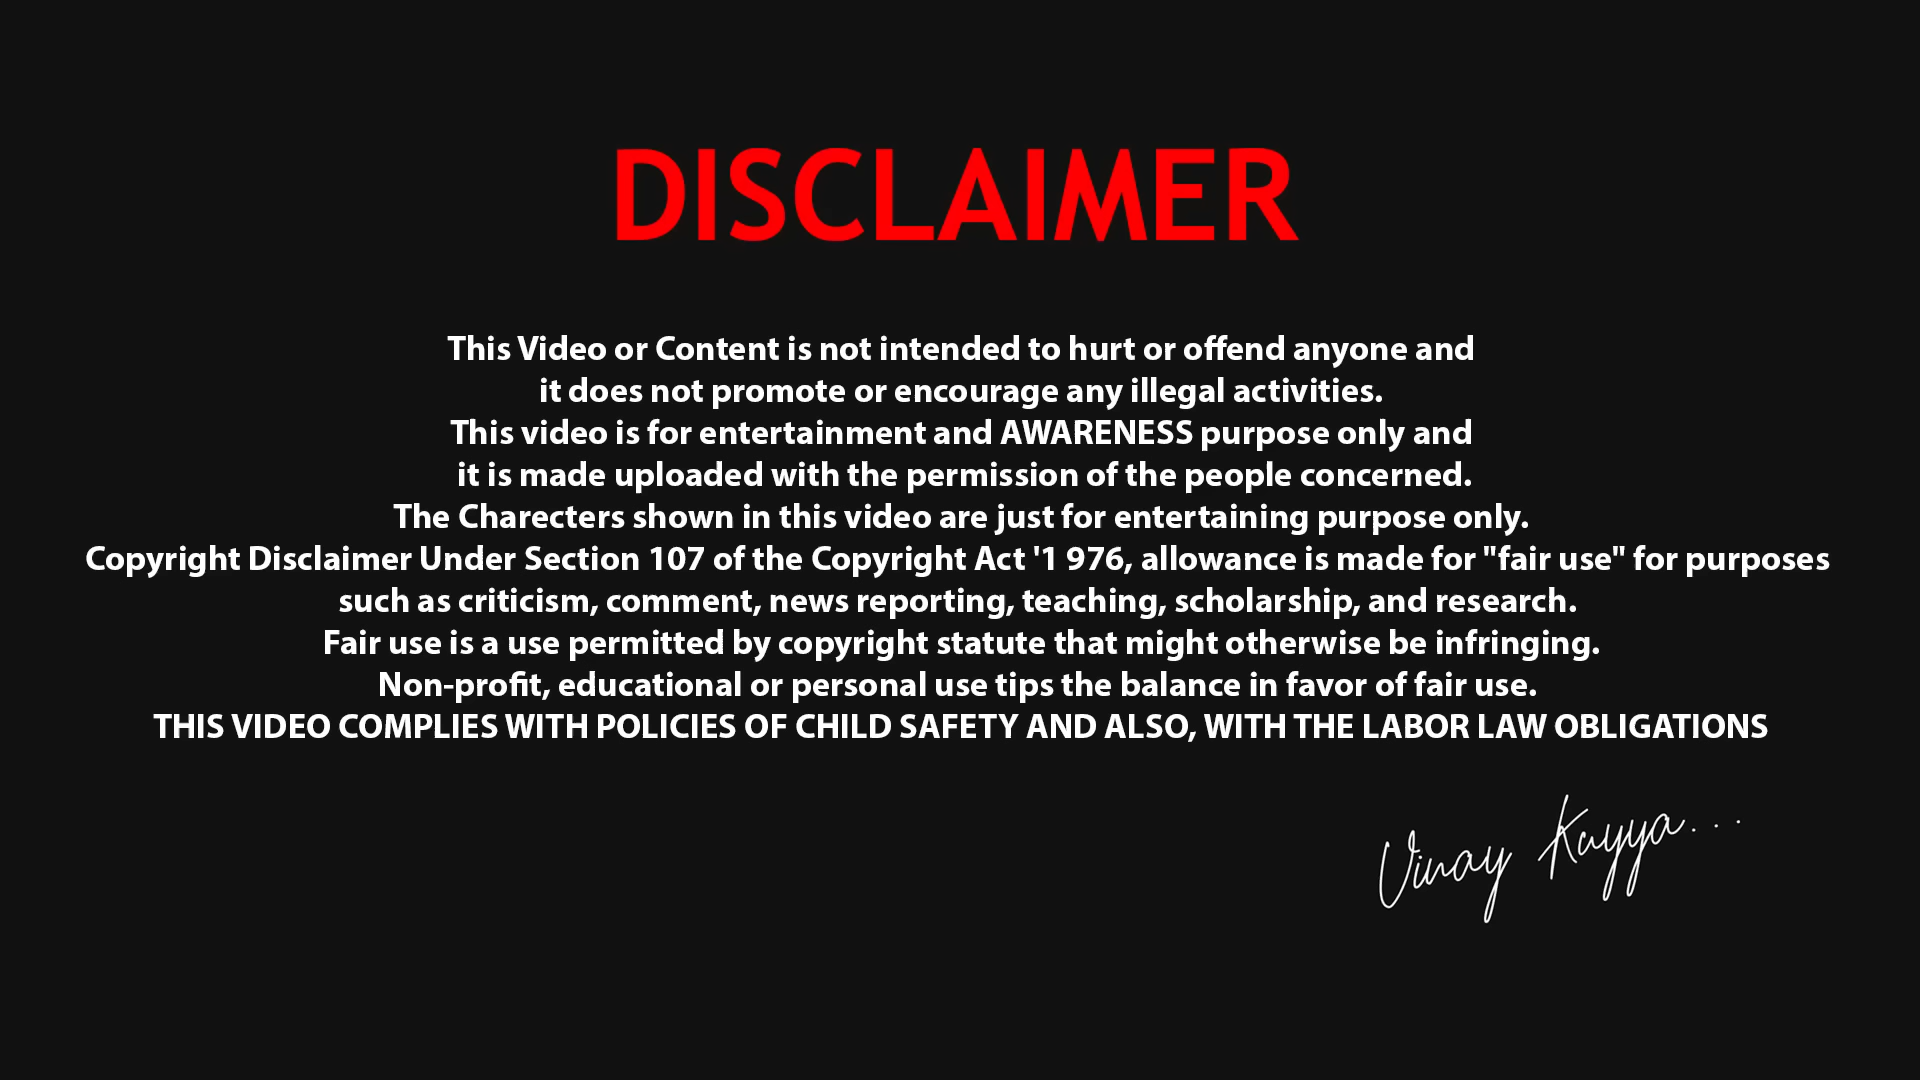 DISCLAIMER
This Video or Content is not intended to hurt or offend anyone and
it does not promote or encourage any illegal activities.
This video is for entertainment and AWARENESS purpose only and
it is made uploaded with the permission of the people concerned.
The Charecters shown in this video are just for entertaining purpose only.
Copyright Disclaimer Under Section 107 of the Copyright Act '1 976, allowance is made for "fair use" for purposes
such as criticism, comment, news reporting, teaching, scholarship, and research.
Fair use is a use permitted by copyright statute that might otherwise be infringing.
Non-profit, educational or personal use tips the balance in favor of fair use.
THIS VIDEO COMPLIES WITH POLICIES OF CHILD SAFETY AND ALSO, WITH THE LABOR LAW OBLIGATIONS
Vinay Kuyya...